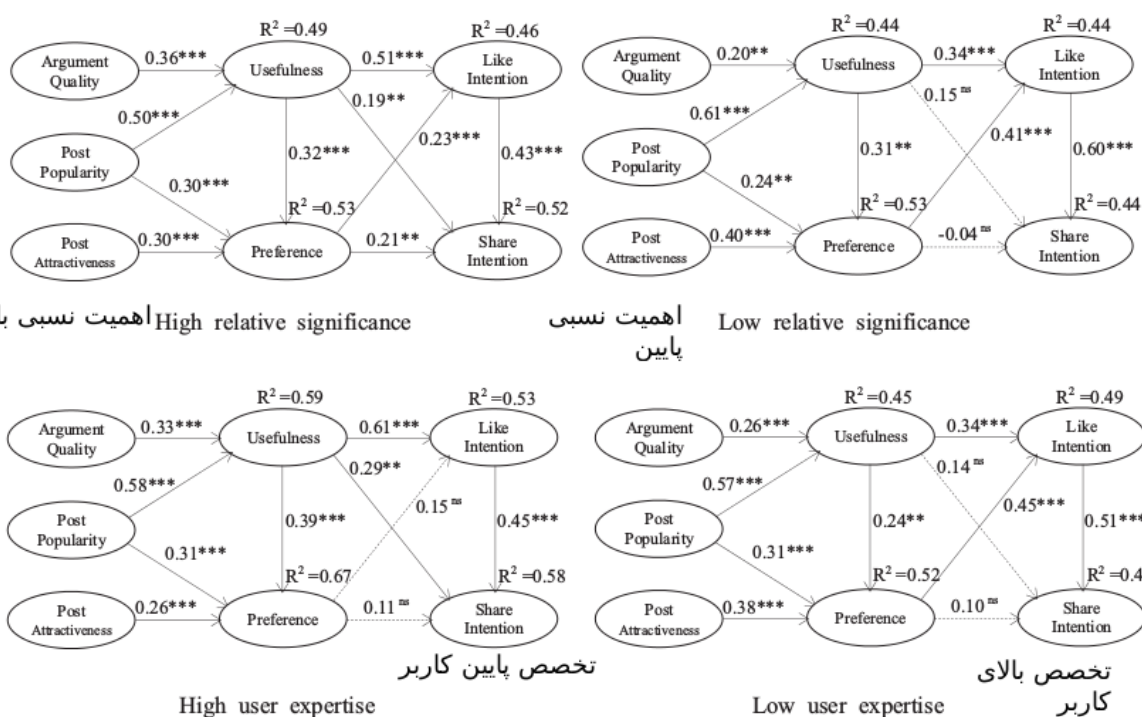 R² =0.49
R² =0.46
Argument
Quality
0.36***
Usefulness
0.51***
Like
Intention
0.19**
0.50***
Post
Popularity
0.32***
0.23***
0.43***
0.30***
R² =0.53
R² =0.52
Post
Attractiveness
0.30***
Preference
0.21**
Share
Intention
اهمیت نسبی
High relative significance
R² =0.44
R² =0.44
Argument
Quality
0.20**
Usefulness
0.34***
Like
Intention
0.15 ns
0.61***
Post
Popularity
0.31**
0.41***
0.60***
0.24**
R² =0.53
R² =0.44
Post
Attractiveness
0.40***
Preference
-0.04 ns
Share
Intention
اهمیت نسبی
پایین
Low relative significance
R² =0.59
R² =0.53
Argument
Quality
0.33***
Usefulness
0.61***
Like
Intention
0.29**
0.58***
0.15 ns
Post
Popularity
0.39***
0.45***
0.31***
R² =0.67
R² =0.58
Post
Attractiveness
0.26***
Preference
0.11 ns
Share
Intention
تخصص پایین کاربر
High user expertise
R² =0.45
R² =0.49
Argument
Quality
0.26***
Usefulness
0.34***
Like
Intention
0.14 ns
0.57***
0.45***
Post
Popularity
0.24**
0.51***
0.31***
R² =0.52
Post
Attractiveness
0.38***
Preference
0.10 ns
Share
Intention
تخصص بالای
کاربر
Low user expertise